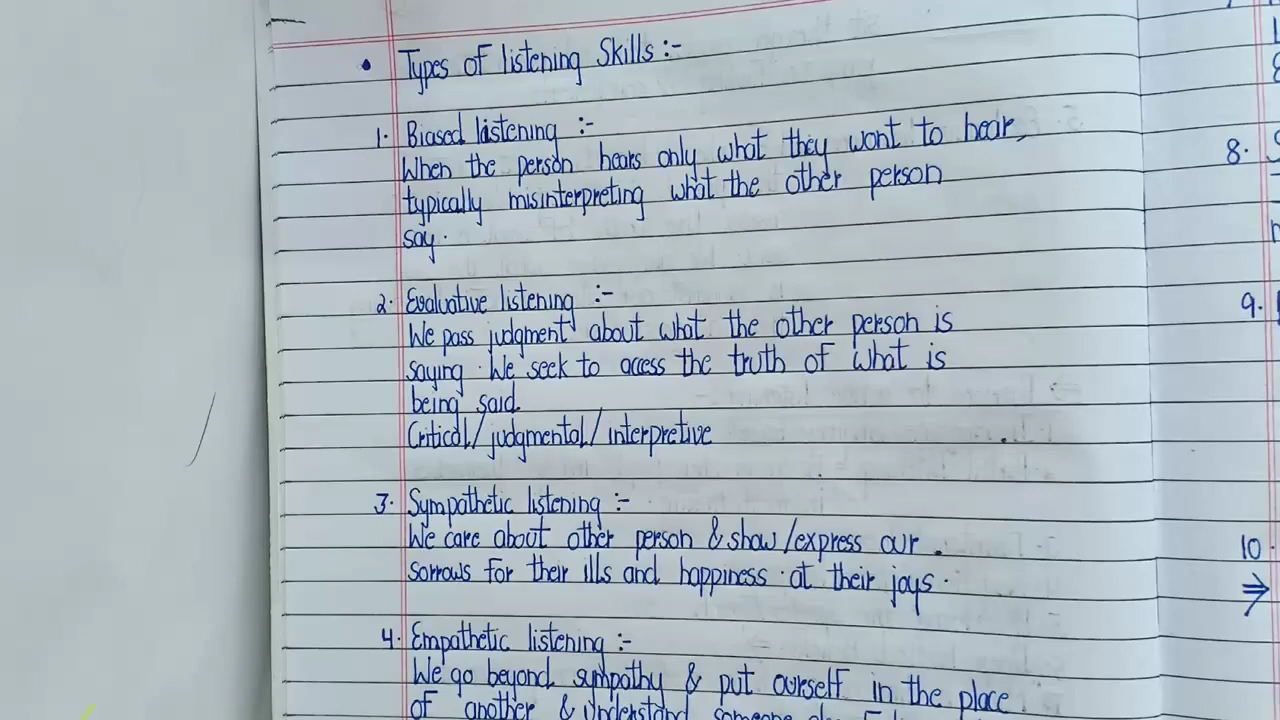 • Types of listening Skills :-
1. Biased listening :-
When the person hears only what they want to hear,
typically misinterpreting what the other person
say.
2. Evaluative listening :-
We pass judgment about what the other person is
saying. We seek to access the truth of what is
being said.
Critical/judgmental/interpretive
3. Sympathetic listening :-
We care about other person & show/express our
sorrows for their ills and happiness at their joys.
4. Empathetic listening :-
We go beyond sympathy & put ourself in the place
of another & understand someone
8.
9.
10
⇒